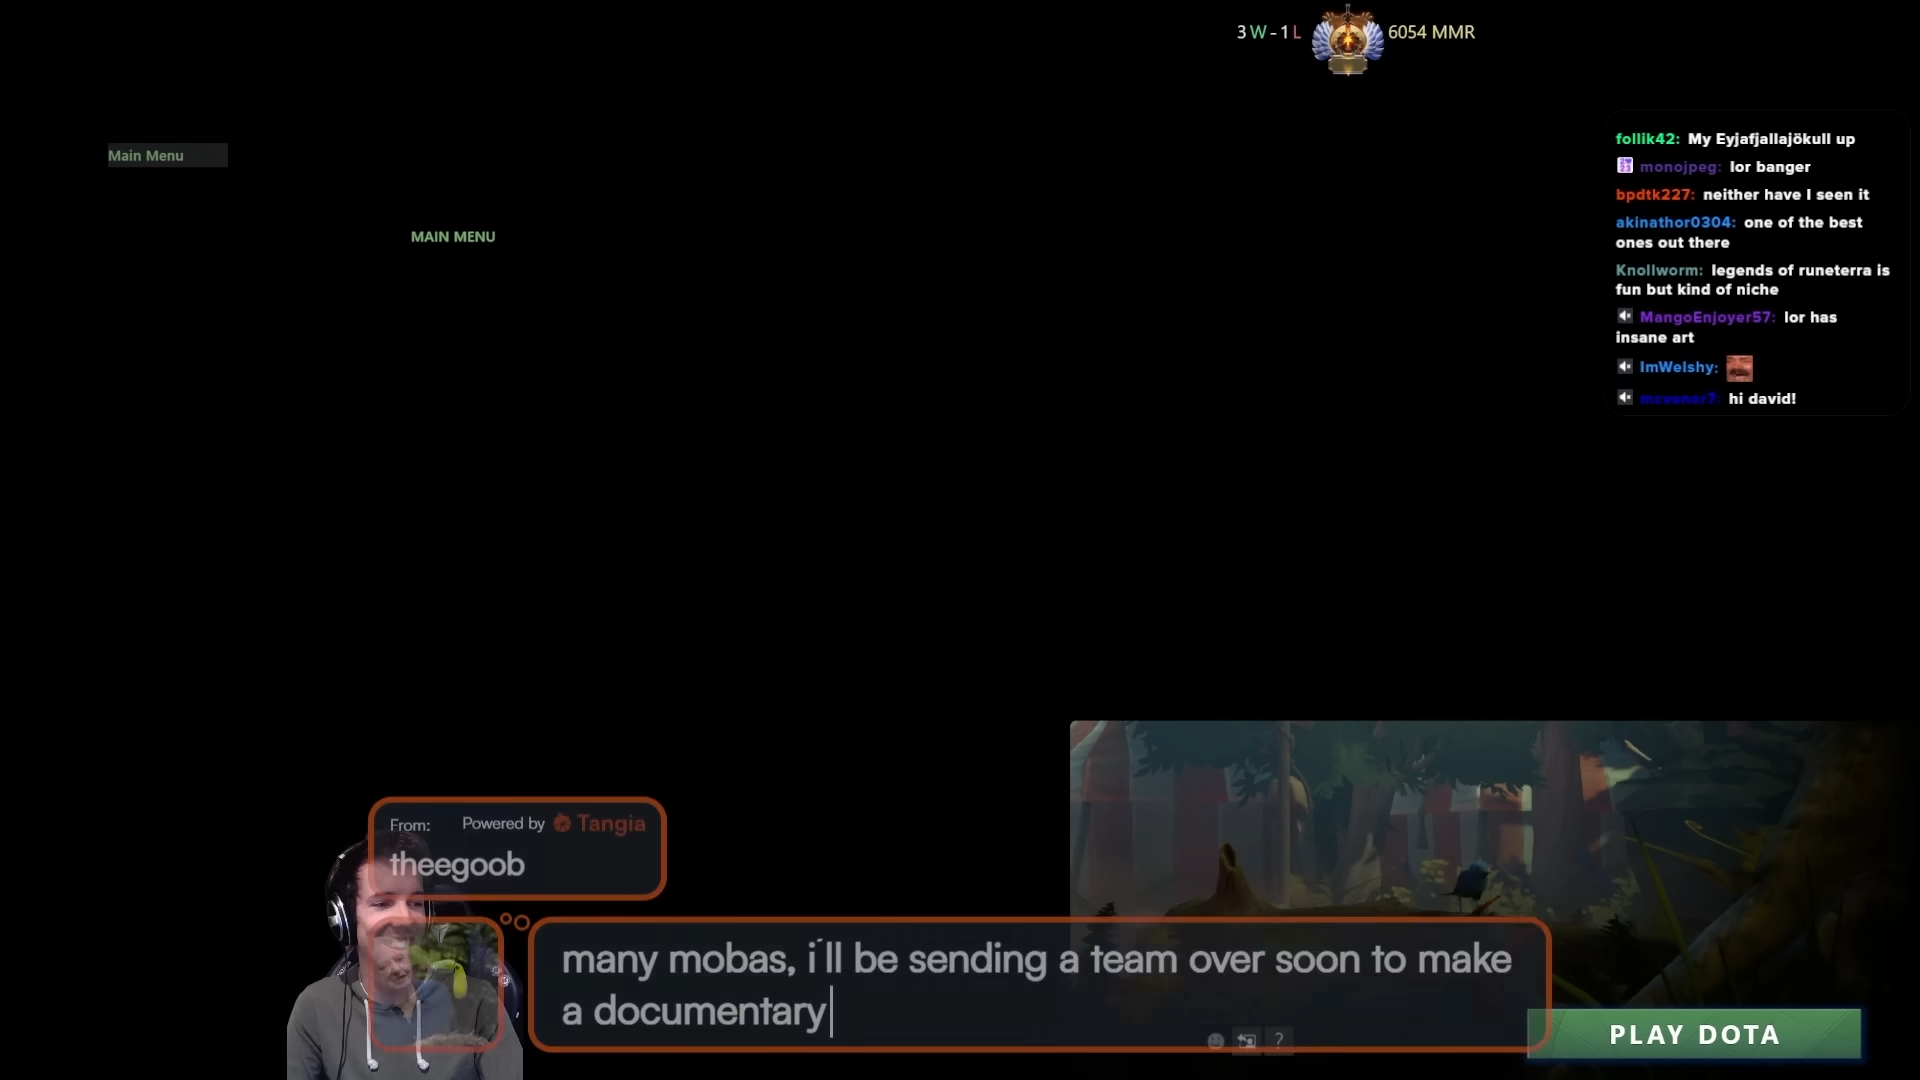 3 W - 1 L 6054 MMR
Main Menu
MAIN MENU
follik42: My Eyjafjallajökull up
monojpeg: lor banger
bpdtk227: neither have I seen it
akinathor0304: one of the best
ones out there
Knollworm: legends of runeterra is
fun but kind of niche
MangoEnjoyer57: lor has
insane art
ImWelshy:
mcvenor7: hi david!
From: Powered by Tangia
theegoob
many mobas, i'll be sending a team over soon to make
a documentary
?
PLAY DOTA